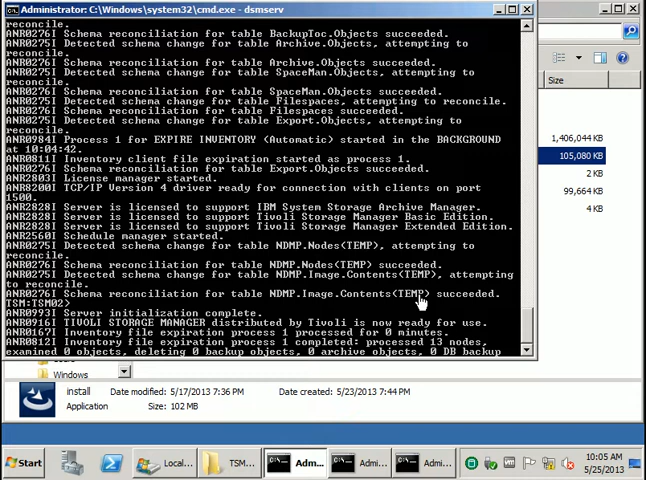 Administrator: C:\Windows\system32\cmd.exe - dsmserv
reconcile.
ANR0276I Schema reconciliation for table BackupToc.Objects succeeded.
ANR0275I Detected schema change for table Archive.Objects, attempting to
reconcile.
ANR0276I Schema reconciliation for table Archive.Objects succeeded.
ANR0275I Detected schema change for table SpaceMan.Objects, attempting to
reconcile.
ANR0276I Schema reconciliation for table SpaceMan.Objects succeeded.
ANR0275I Detected schema change for table Filespaces, attempting to reconcile.
ANR0276I Schema reconciliation for table Filespaces succeeded.
ANR0275I Detected schema change for table Export.Objects, attempting to
reconcile.
ANR0984I Process 1 for EXPIRE INVENTORY (Automatic) started in the BACKGROUND
at 10:04:42.
ANR0811I Inventory client file expiration started as process 1.
ANR0276I Schema reconciliation for table Export.Objects succeeded.
ANR2803I License manager started.
ANR8200I TCP/IP Version 4 driver ready for connection with clients on port
1500.
ANR2828I Server is licensed to support IBM System Storage Archive Manager.
ANR2828I Server is licensed to support Tivoli Storage Manager Basic Edition.
ANR2828I Server is licensed to support Tivoli Storage Manager Extended Edition.
ANR2560I Schedule manager started.
ANR0275I Detected schema change for table NDMP.Nodes(TEMP), attempting to
reconcile.
ANR0276I Schema reconciliation for table NDMP.Nodes(TEMP) succeeded.
ANR0275I Detected schema change for table NDMP.Image.Contents(TEMP), attempting
to reconcile.
ANR0276I Schema reconciliation for table NDMP.Image.Contents(TEMP) succeeded.
TSM:TSM02>
ANR0993I Server initialization complete.
ANR0916I TIVOLI STORAGE MANAGER distributed by Tivoli is now ready for use.
ANR0167I Inventory file expiration process 1 processed for 0 minutes.
ANR0812I Inventory file expiration process 1 completed: processed 13 nodes,
examined 0 objects, deleting 0 backup objects, 0 archive objects, 0 DB backup
Size
1,406,044 KB
105,080 KB
2 KB
99,664 KB
4 KB
Windows
install
Date modified: 5/17/2013 7:36 PM
Date created: 5/23/2013 7:44 PM
Application
Size: 102 MB
Start
Local...
TSM...
Adm...
Admi...
Admi...
10:05 AM
5/25/2013